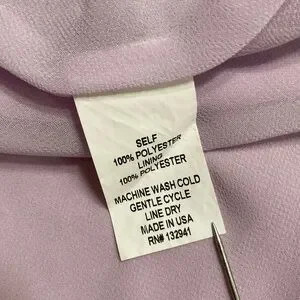 SELF
100% POLYESTER
LINING
100% POLYESTER
MACHINE WASH COLD
GENTLE CYCLE
LINE DRY
MADE IN USA
RN# 132941